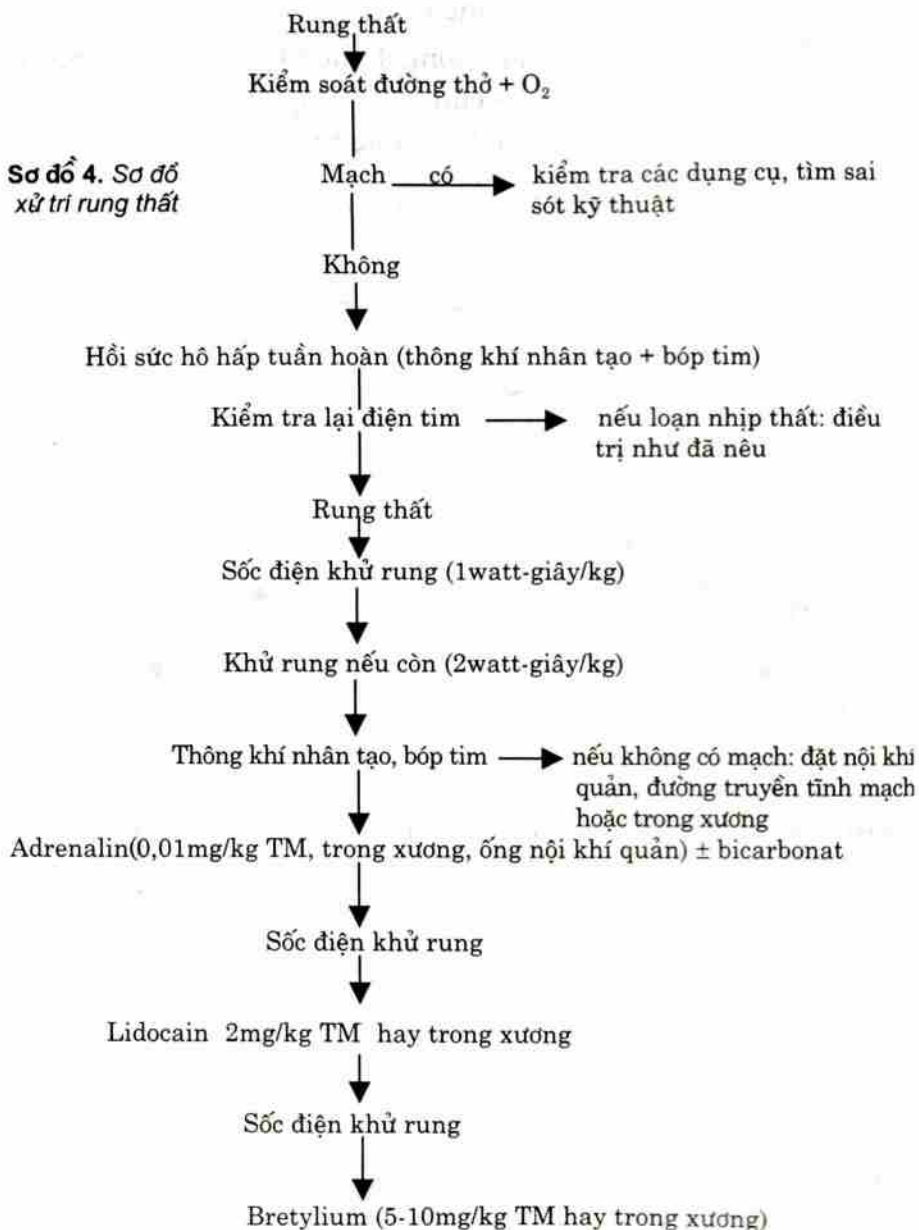 Rung thất
Kiểm soát đường thở + O₂
Sơ đồ 4. Sơ đồ
xử trí rung thất
Mạch có kiểm tra các dụng cụ, tìm sai
sót kỹ thuật
Không
Hồi sức hô hấp tuần hoàn (thông khí nhân tạo + bóp tim)
Kiểm tra lại điện tim nếu loạn nhịp thất: điều
trị như đã nêu
Rung thất
Sốc điện khử rung (1watt-giây/kg)
Khử rung nếu còn (2watt-giây/kg)
Thông khí nhân tạo, bóp tim nếu không có mạch: đặt nội khí
quản, đường truyền tĩnh mạch
hoặc trong xương
Adrenalin(0,01mg/kg TM, trong xương, ống nội khí quản) ± bicarbonat
Sốc điện khử rung
Lidocain 2mg/kg TM hay trong xương
Sốc điện khử rung
Bretylium (5-10mg/kg TM hay trong xương)